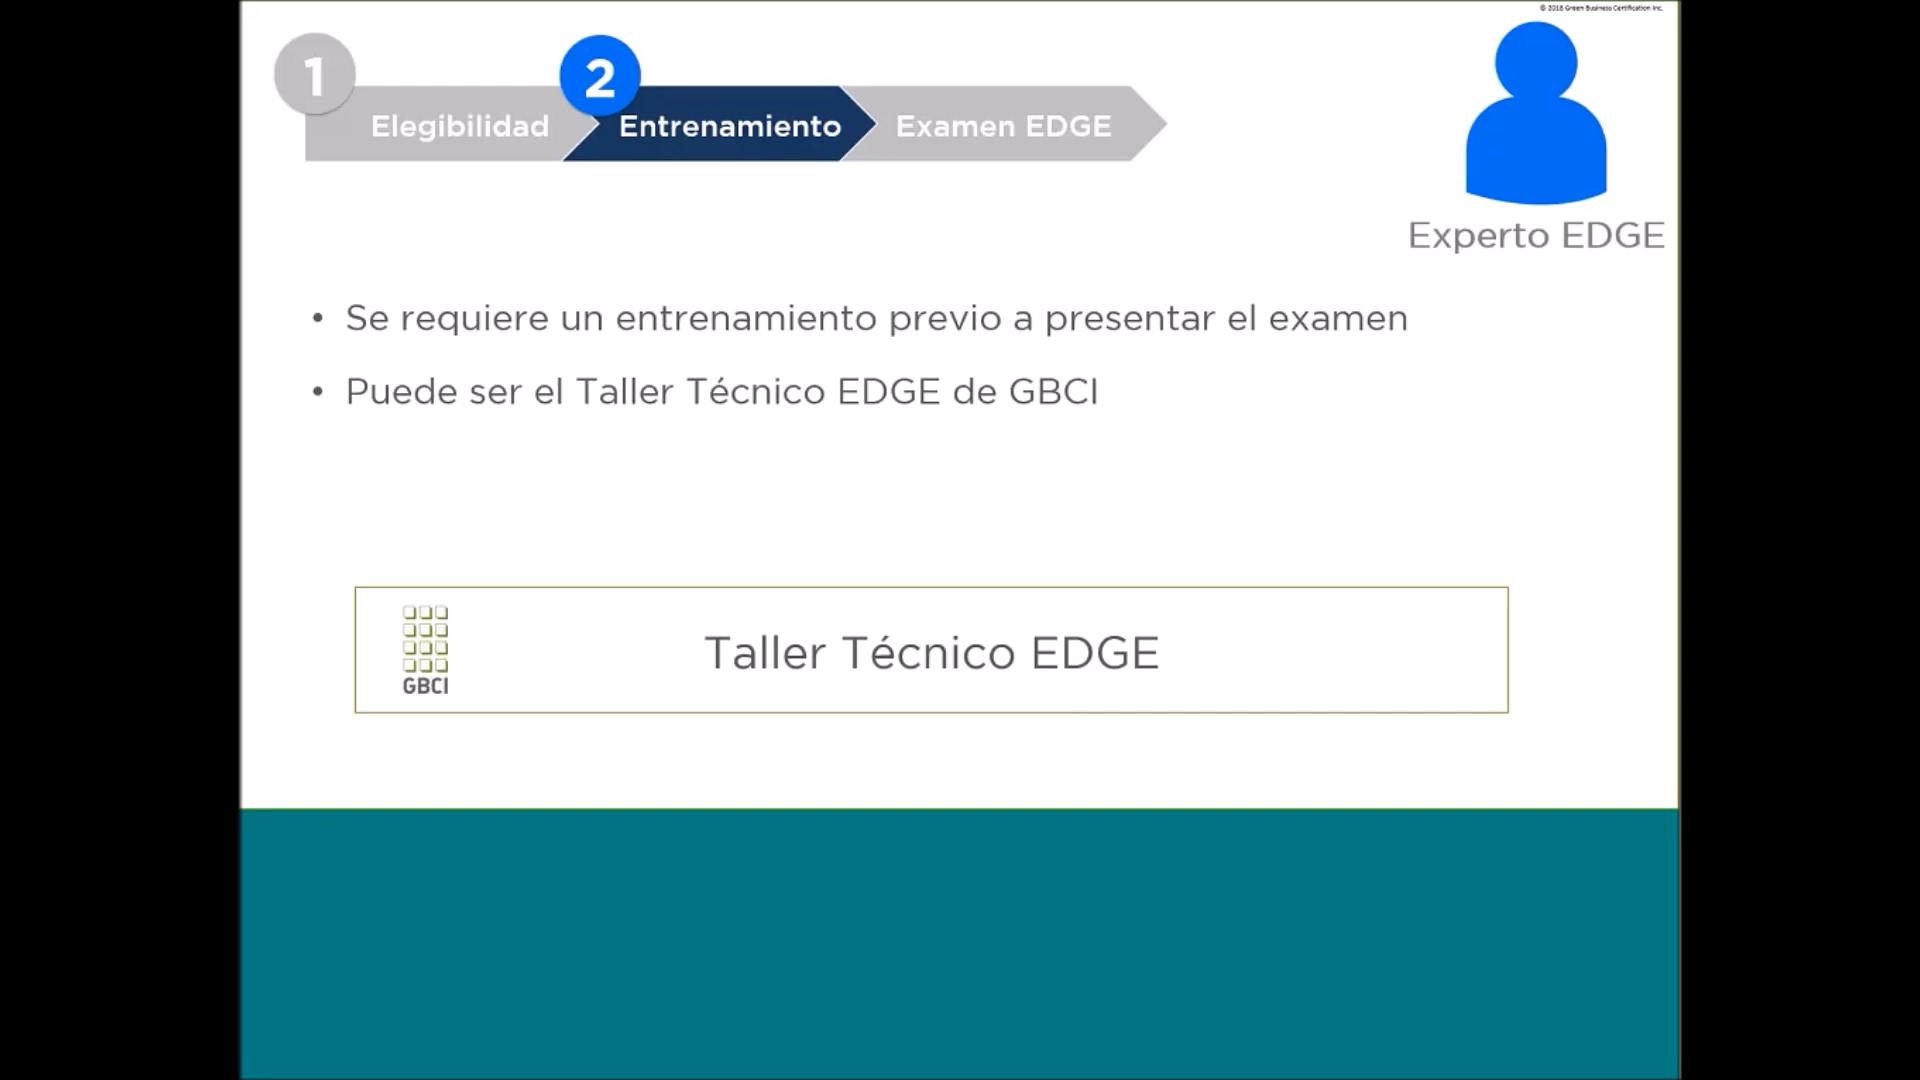 © 2018 Green Business Certification Inc.
1
2
Elegibilidad
Entrenamiento
Examen EDGE
Experto EDGE
• Se requiere un entrenamiento previo a presentar el examen
• Puede ser el Taller Técnico EDGE de GBCI
GBCI
Taller Técnico EDGE